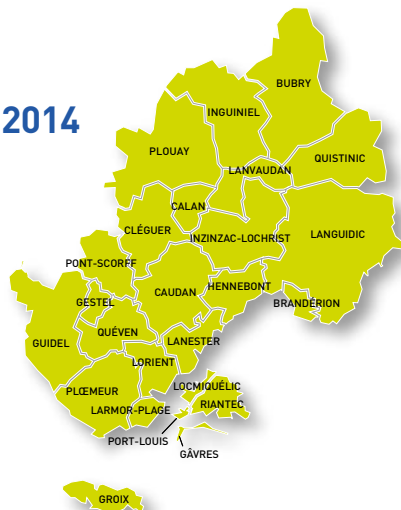 BUBRY
2014
INGUINIEL
PLOUAY
QUISTINIC
LANVAUDAN
CALAN
CLÉGUER
LANGUIDIC
INZINZAC-LOCHRIST
PONT-SCORFF
HENNEBONT
CAUDAN
GESTEL
BRANDÉRION
QUÉVEN
GUIDEL
LANESTER
LORIENT
LOCMIQUÉLIC
PLŒMEUR
RIANTEC
LARMOR-PLAGE
PORT-LOUIS
GÂVRES
GROIX